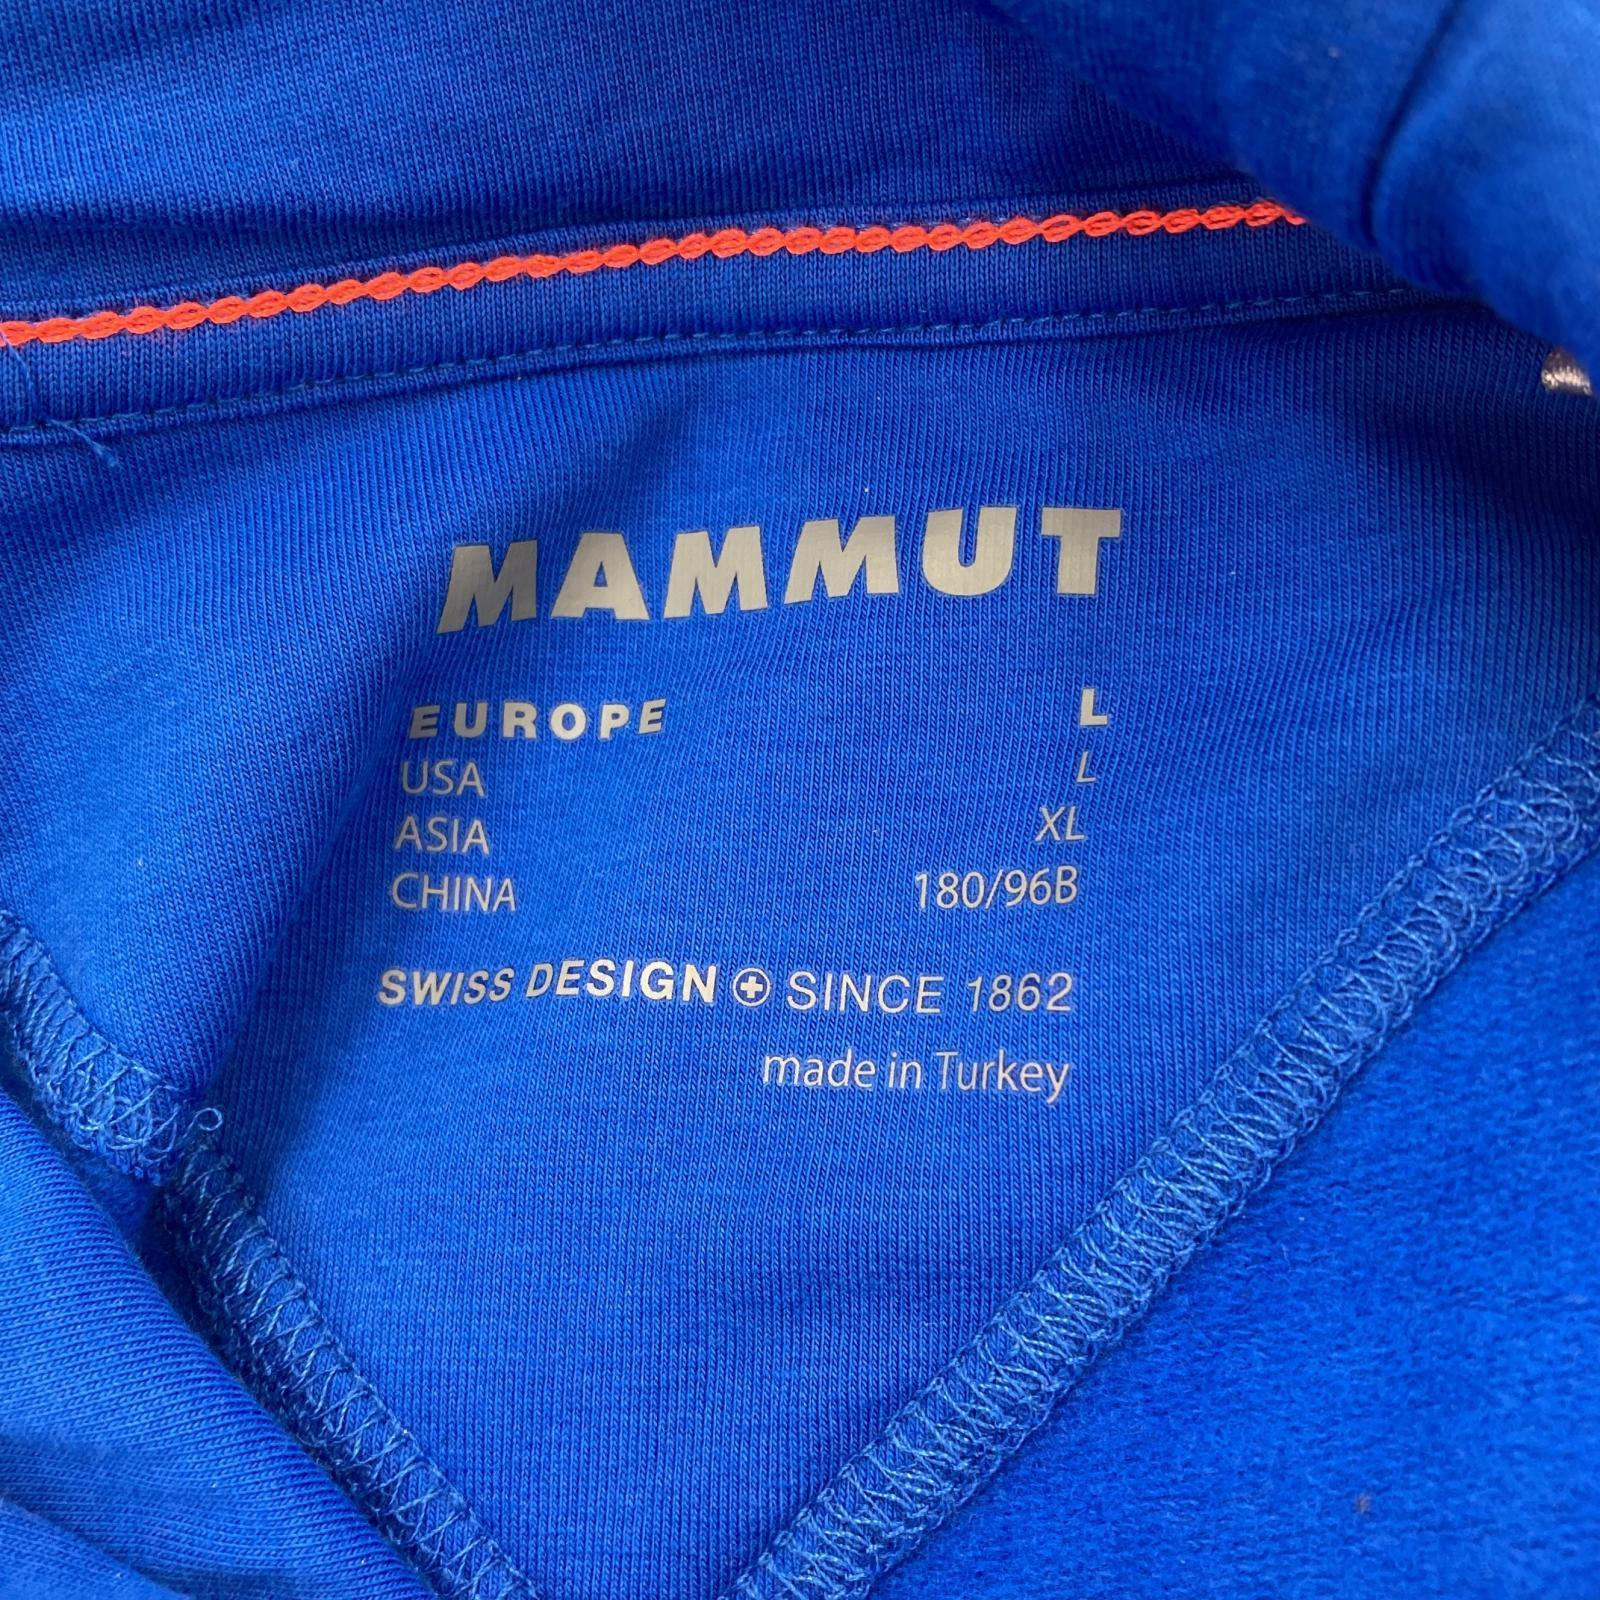 MAMMUT
EUROPE L
USA L
ASIA XL
CHINA 180/96B
SWISS DESIGN SINCE 1862
made in Turkey